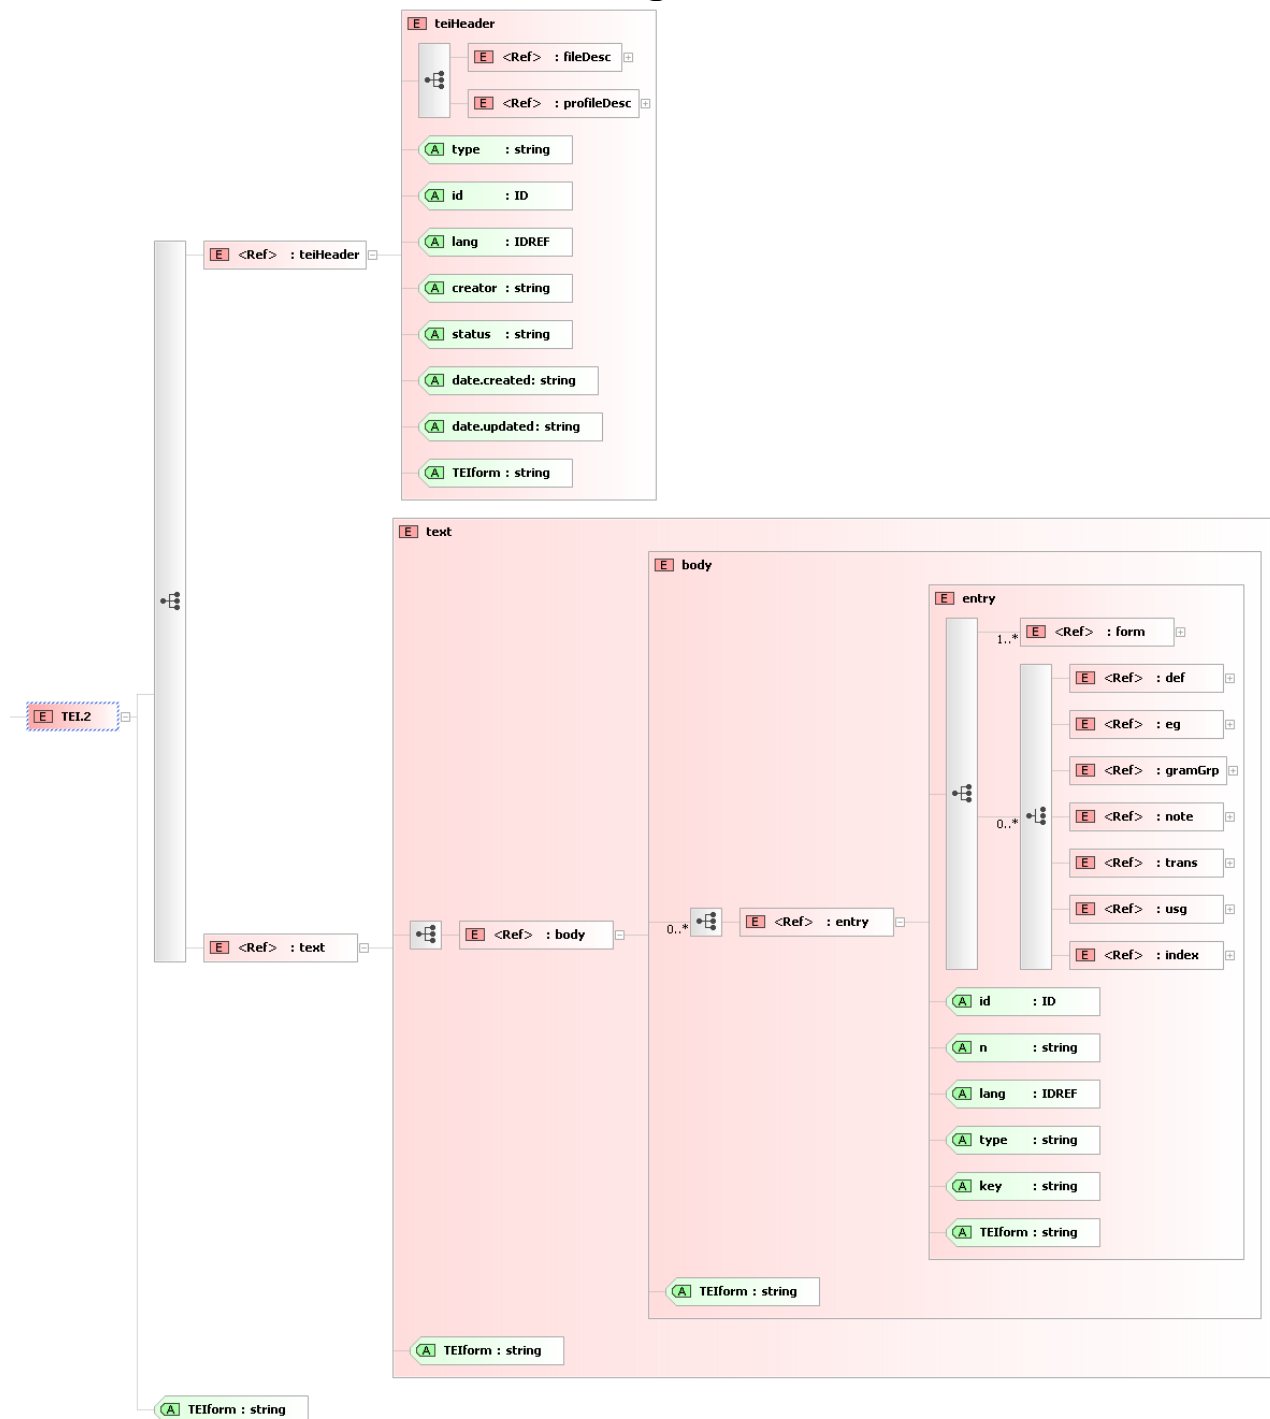 E teiHeader
E <Ref> : fileDesc
E <Ref> : profileDesc
A type : string
A id : ID
A lang : IDREF
E <Ref> : teiHeader
A creator : string
A status : string
A date.created: string
A date.updated: string
A TEIform : string
E text
E body
E entry
E <Ref> : form
1..*
E <Ref> : def
E TEI.2
E <Ref> : eg
E <Ref> : gramGrp
E <Ref> : note
0..*
E <Ref> : trans
E <Ref> : usg
E <Ref> : text
E <Ref> : body
0..*
E <Ref> : entry
E <Ref> : index
A id : ID
A n : string
A lang : IDREF
A type : string
A key : string
A TEIform : string
A TEIform : string
A TEIform : string
A TEIform : string